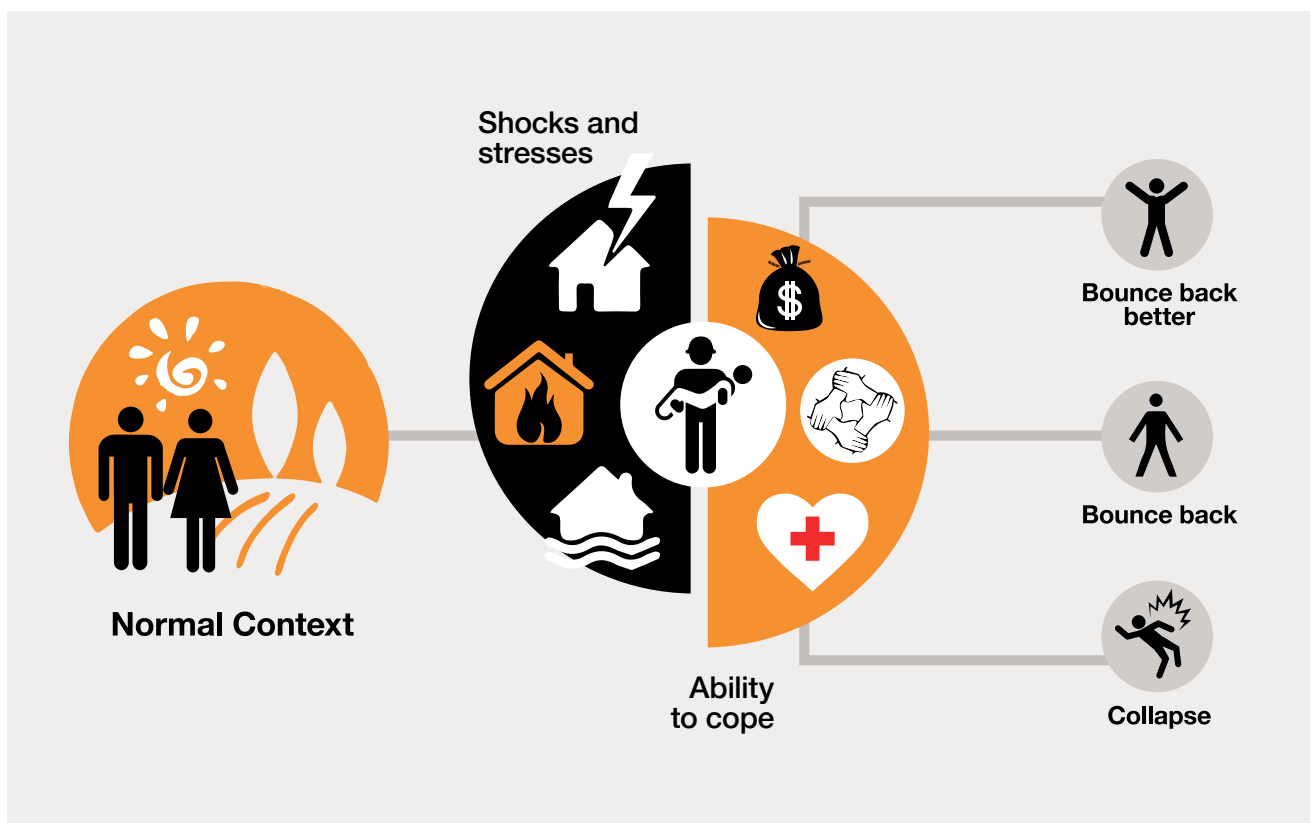 Shocks and
stresses
$
Bounce back
better
Bounce back
Normal Context
Ability
to cope
Collapse